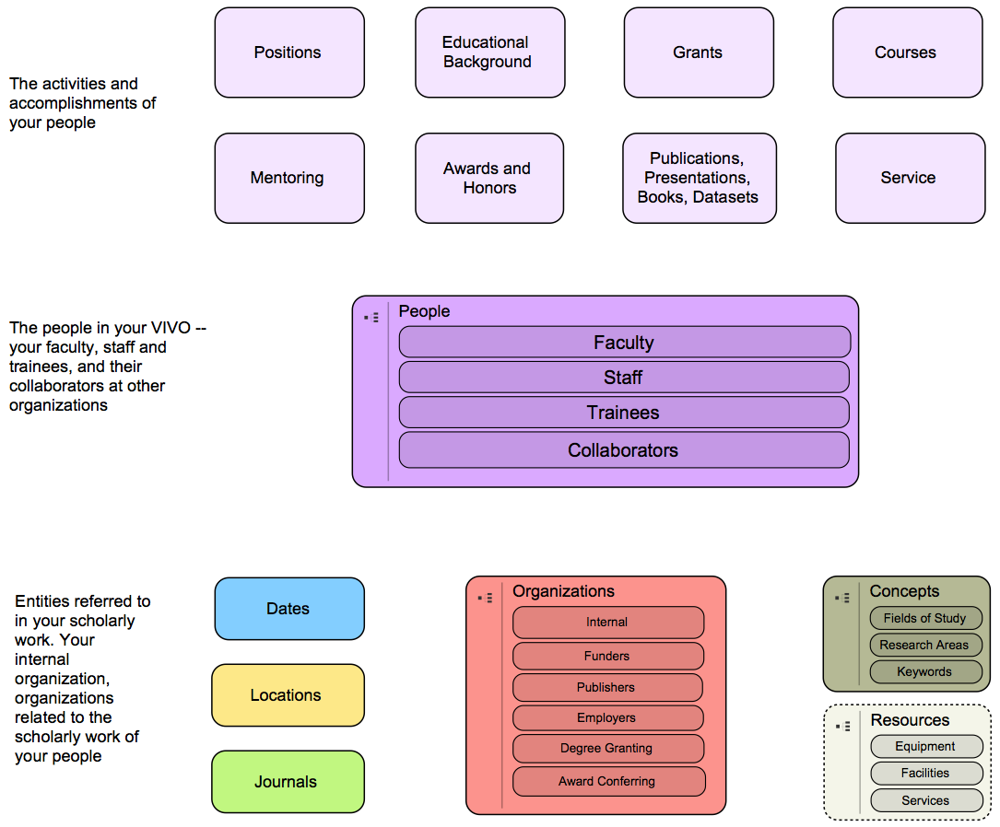 The activities and
accomplishments of
your people
Positions
Educational
Background
Grants
Courses
Mentoring
Awards and
Honors
Publications,
Presentations,
Books, Datasets
Service
The people in your VIVO --
your faculty, staff and
trainees, and their
collaborators at other
organizations
People
Faculty
Staff
Trainees
Collaborators
Entities referred to
in your scholarly
work. Your
internal
organization,
organizations
related to the
scholarly work of
your people
Dates
Locations
Journals
Organizations
Internal
Funders
Publishers
Employers
Degree Granting
Award Conferring
Concepts
Fields of Study
Research Areas
Keywords
Resources
Equipment
Facilities
Services